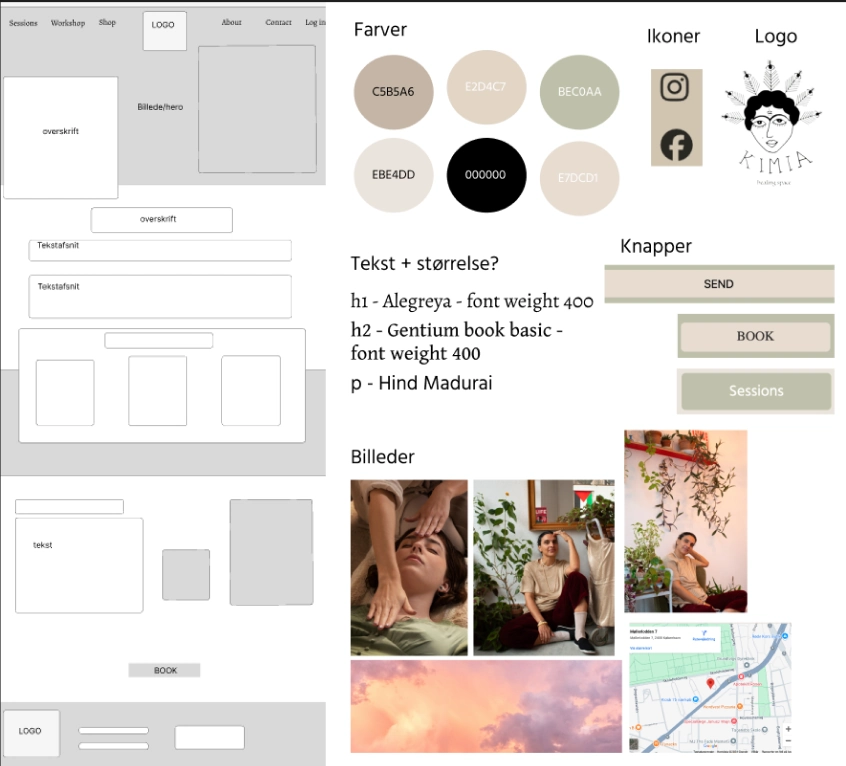 Sessions Workshop Shop LOGO About Contact Log in
overskrift
Billede/hero
overskrift
Tekstafsnit
Tekstafsnit
tekst
BOOK
LOGO
Farver
C5B5A6 E2D4C7 BEC0AA
EBE4DD 000000 E7DCD1
Ikoner
Logo
KIMIA
Tekst + størrelse?
h1 - Alegreya - font weight 400
h2 - Gentium book basic -
font weight 400
p - Hind Madurai
Knapper
SEND
BOOK
Sessions
Billeder
Google